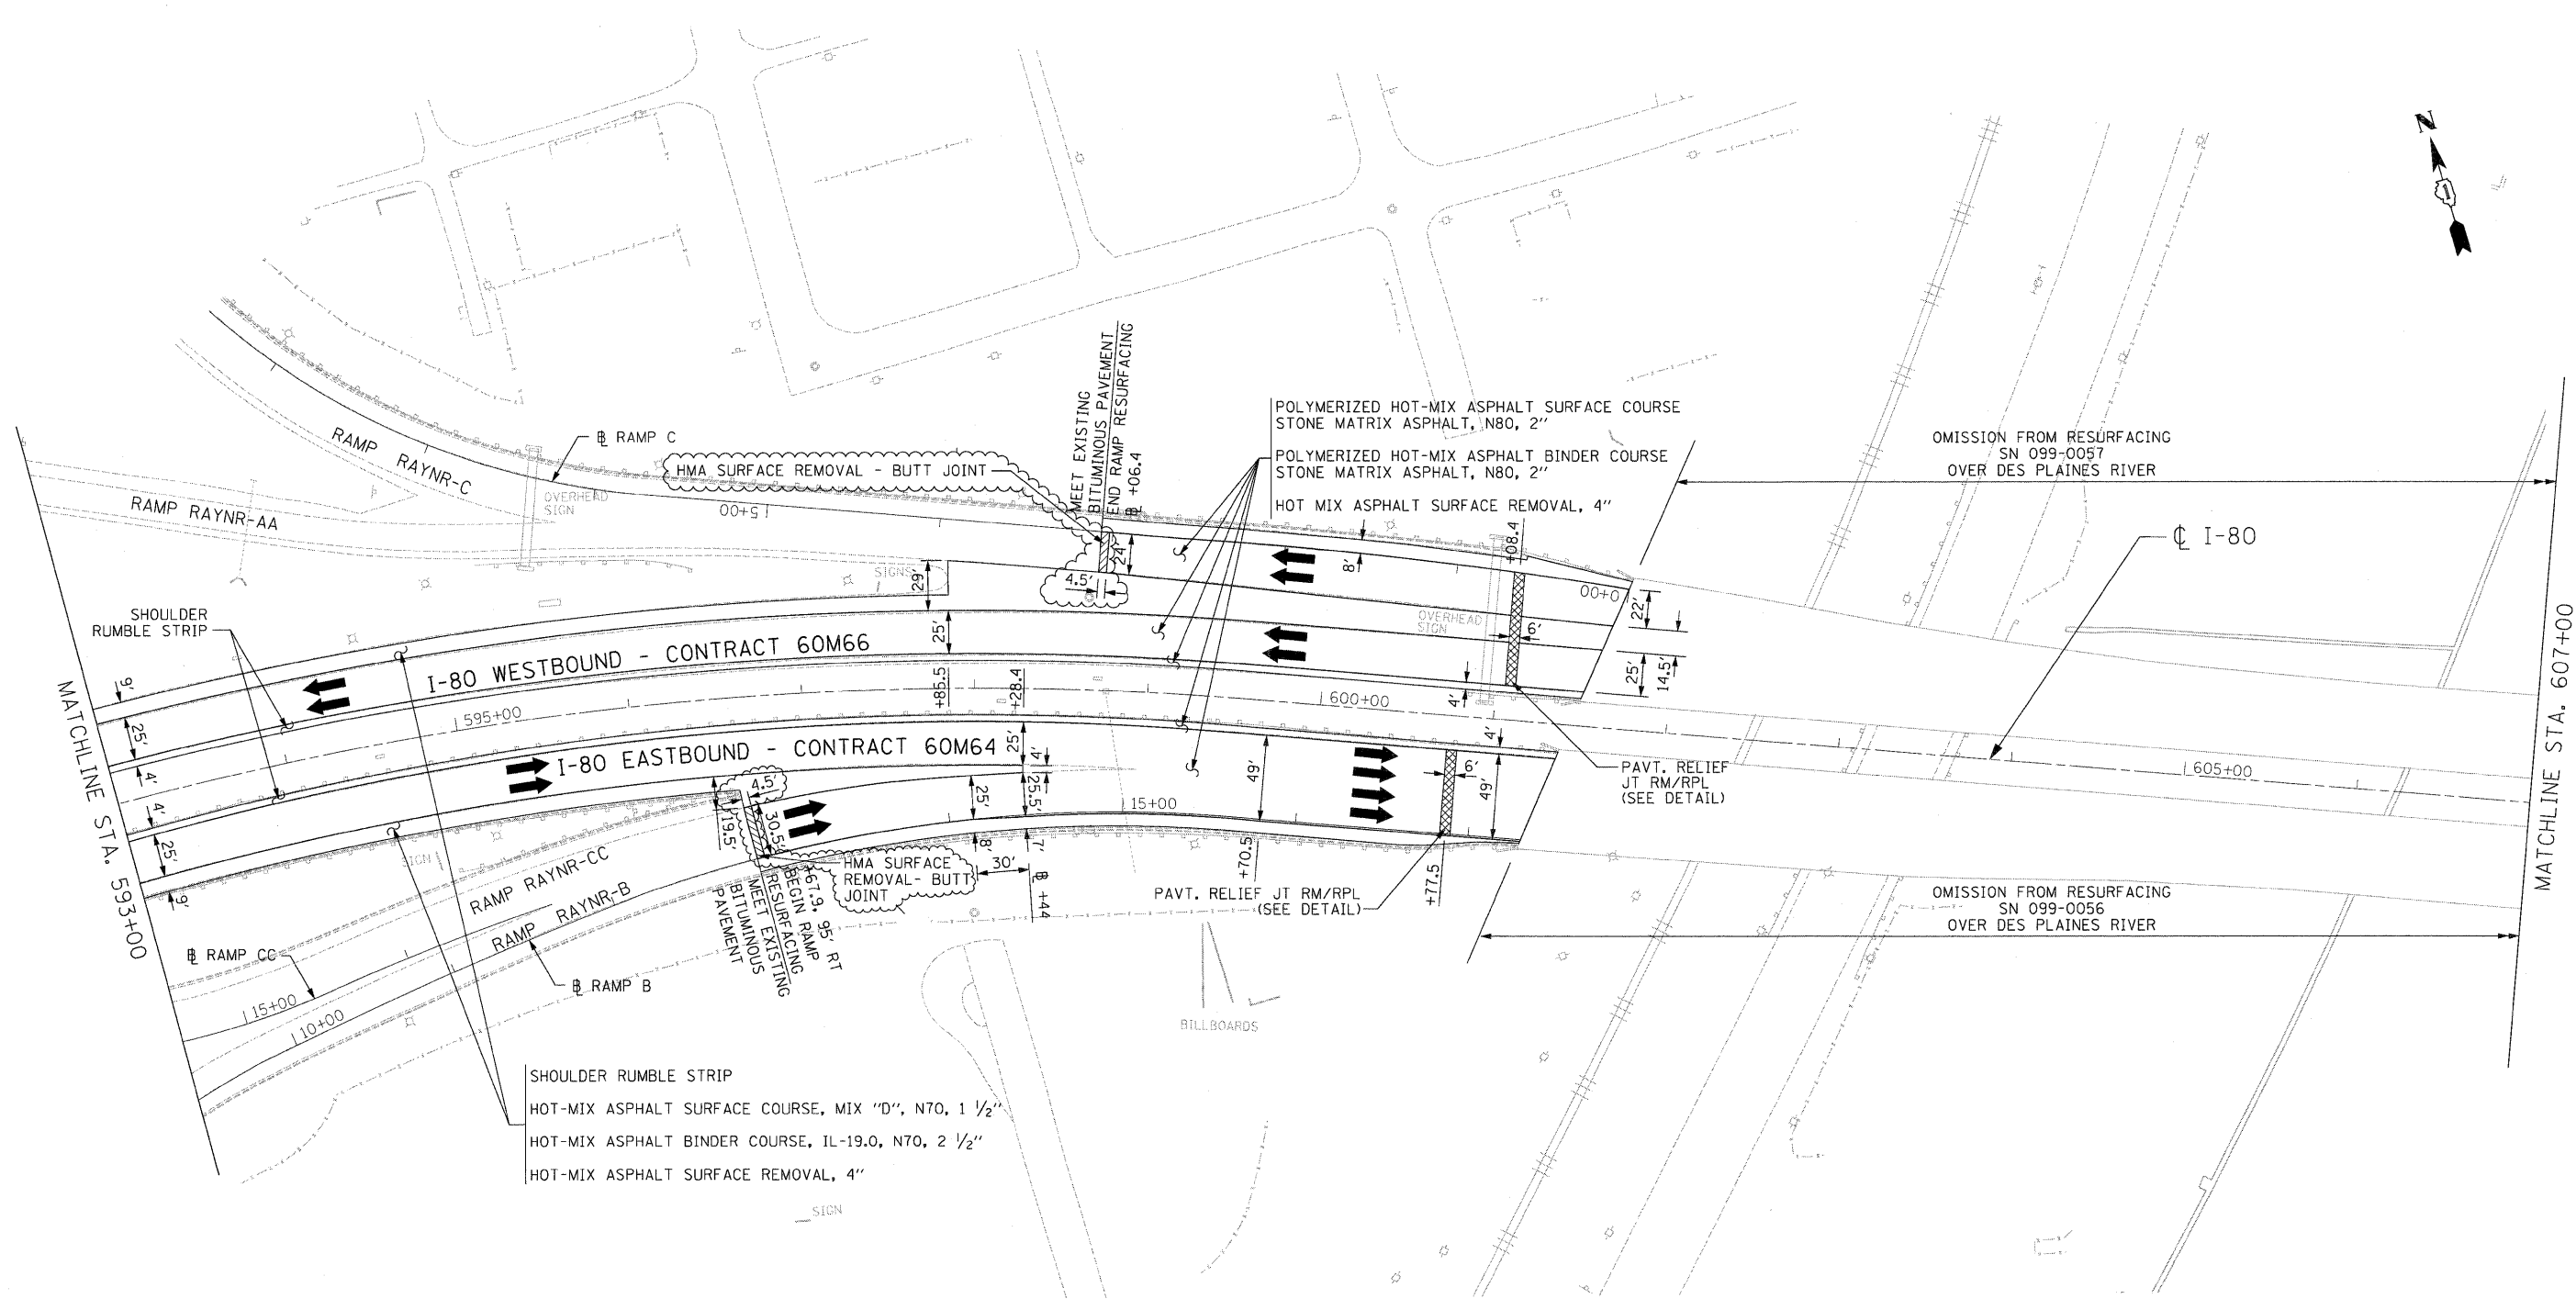 N
MEET EXISTING
BITUMINOUS PAVEMENT
END RAMP RESURFACING
℄ +06.4
POLYMERIZED HOT-MIX ASPHALT SURFACE COURSE
STONE MATRIX ASPHALT, N80, 2"
POLYMERIZED HOT-MIX ASPHALT BINDER COURSE
STONE MATRIX ASPHALT, N80, 2"
HOT MIX ASPHALT SURFACE REMOVAL, 4"
OMISSION FROM RESURFACING
SN 099-0057
OVER DES PLAINES RIVER
RAMP RAYNR-C
RAMP C
HMA SURFACE REMOVAL - BUTT JOINT
OVERHEAD
SIGN
15+00
RAMP RAYNR-AA
SIGNS
29'
24'
4.5'
8'
+08.4
0+00
22'
14.5'
25'
6'
OVERHEAD
SIGN
4'
℄ I-80
SHOULDER
RUMBLE STRIP
I-80 WESTBOUND - CONTRACT 60M66
25'
9'
25'
4'
4'
25'
9'
MATCHLINE STA. 593+00
595+00
+85.5
+28.4
600+00
605+00
MATCHLINE STA. 607+00
I-80 EASTBOUND - CONTRACT 60M64
25'
4'
25.5'
25'
4.5'
30.5'
19.5'
15+00
49'
4'
6'
49'
PAVT. RELIEF
JT RM/RPL
(SEE DETAIL)
HMA SURFACE
REMOVAL- BUTT
JOINT
8'
30'
7'
+44
+70.5
+77.5
PAVT. RELIEF JT RM/RPL
(SEE DETAIL)
OMISSION FROM RESURFACING
SN 099-0056
OVER DES PLAINES RIVER
+67.9, 95' RT
BEGIN RAMP
RESURFACING
MEET EXISTING
BITUMINOUS
PAVEMENT
SIGN
RAMP RAYNR-CC
RAMP RAYNR-B
RAMP CC
RAMP B
15+00
10+00
BILLBOARDS
SHOULDER RUMBLE STRIP
HOT-MIX ASPHALT SURFACE COURSE, MIX "D", N70, 1 1/2"
HOT-MIX ASPHALT BINDER COURSE, IL-19.0, N70, 2 1/2"
HOT-MIX ASPHALT SURFACE REMOVAL, 4"
SIGN